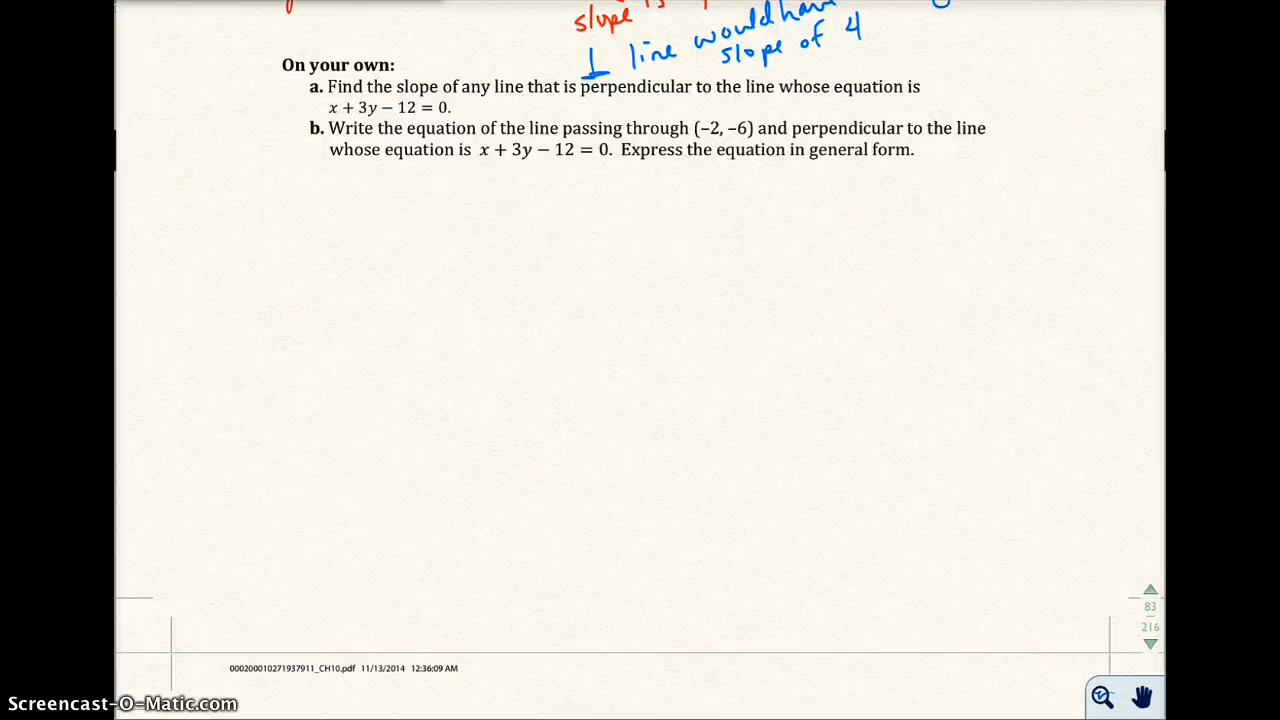 slope is
⊥ line would have
slope of 4
On your own:
a. Find the slope of any line that is perpendicular to the line whose equation is
x + 3y − 12 = 0.
b. Write the equation of the line passing through (−2, −6) and perpendicular to the line
whose equation is x + 3y − 12 = 0. Express the equation in general form.
83
216
000200010271937911_CH10.pdf 11/13/2014 12:36:09 AM
Screencast-O-Matic.com